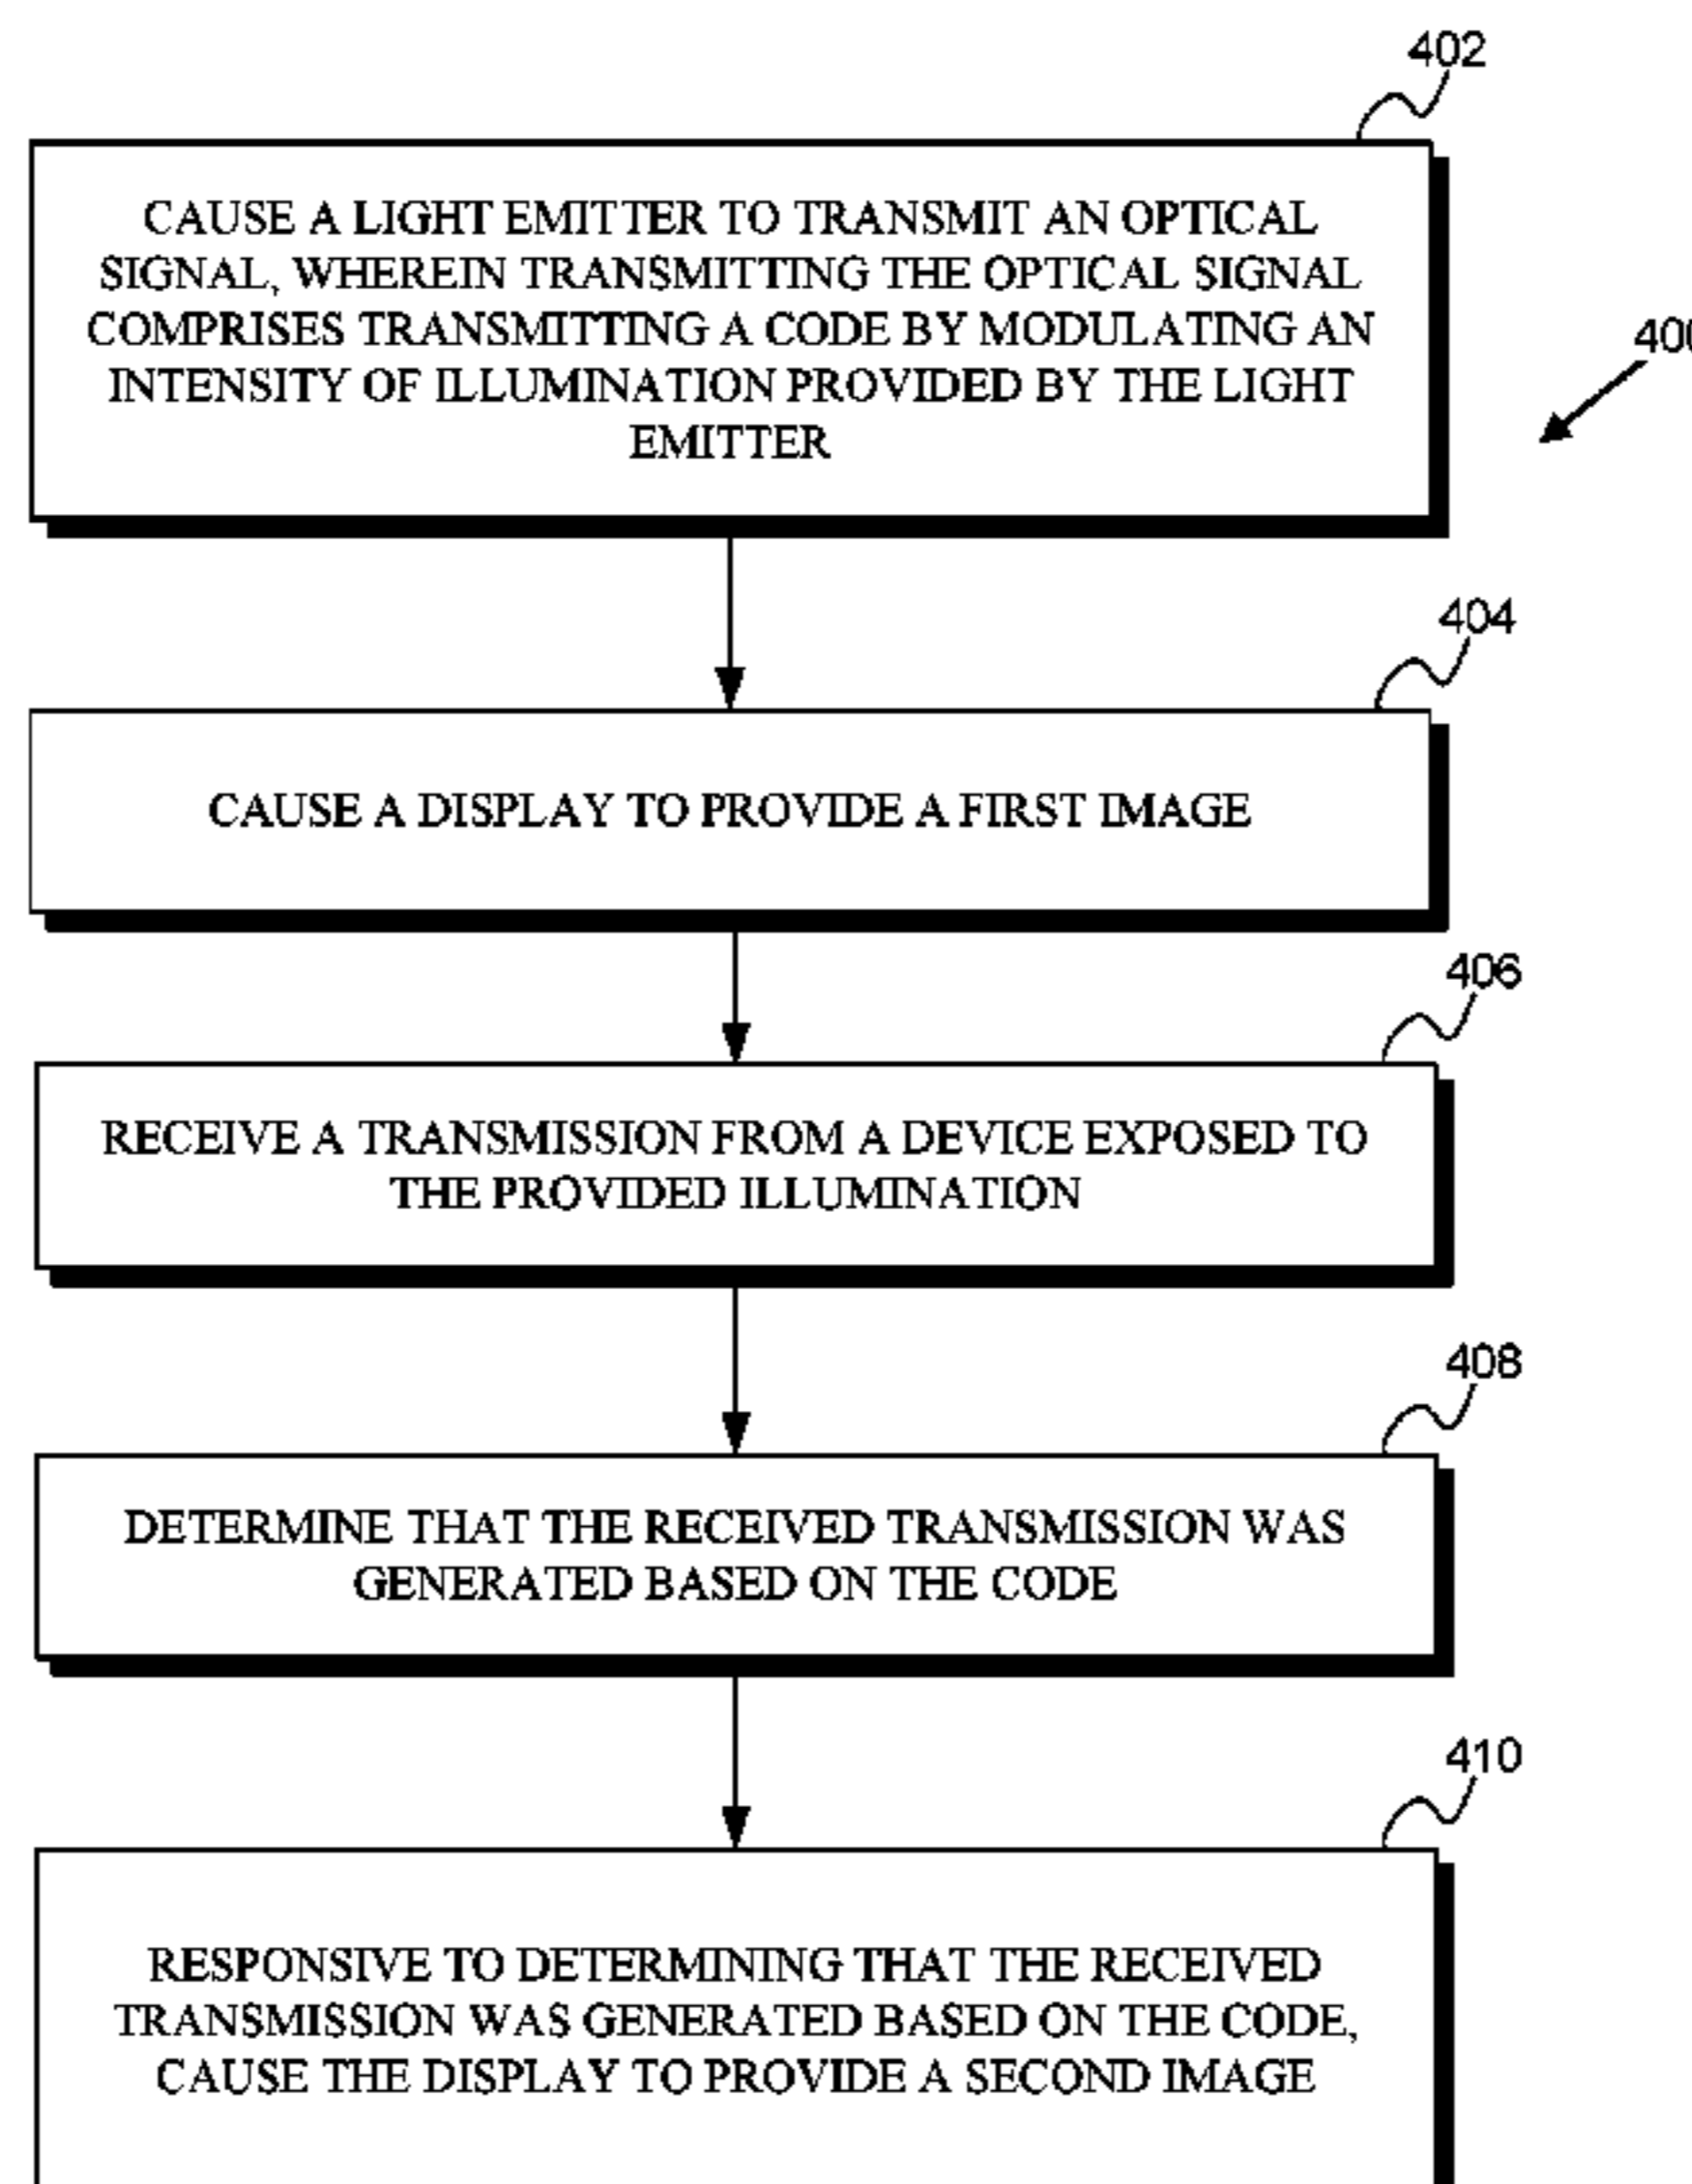 402
CAUSE A LIGHT EMITTER TO TRANSMIT AN OPTICAL
SIGNAL, WHEREIN TRANSMITTING THE OPTICAL SIGNAL
COMPRISES TRANSMITTING A CODE BY MODULATING AN
INTENSITY OF ILLUMINATION PROVIDED BY THE LIGHT
EMITTER
400
404
CAUSE A DISPLAY TO PROVIDE A FIRST IMAGE
406
RECEIVE A TRANSMISSION FROM A DEVICE EXPOSED TO
THE PROVIDED ILLUMINATION
408
DETERMINE THAT THE RECEIVED TRANSMISSION WAS
GENERATED BASED ON THE CODE
410
RESPONSIVE TO DETERMINING THAT THE RECEIVED
TRANSMISSION WAS GENERATED BASED ON THE CODE,
CAUSE THE DISPLAY TO PROVIDE A SECOND IMAGE